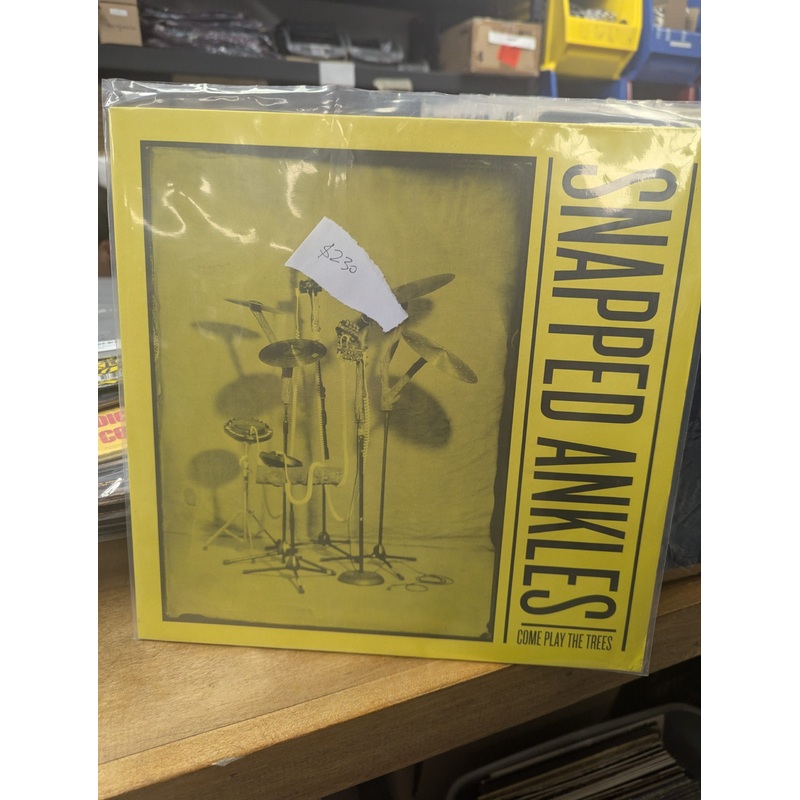 $230
SNAPPED ANKLES
COME PLAY THE TREES